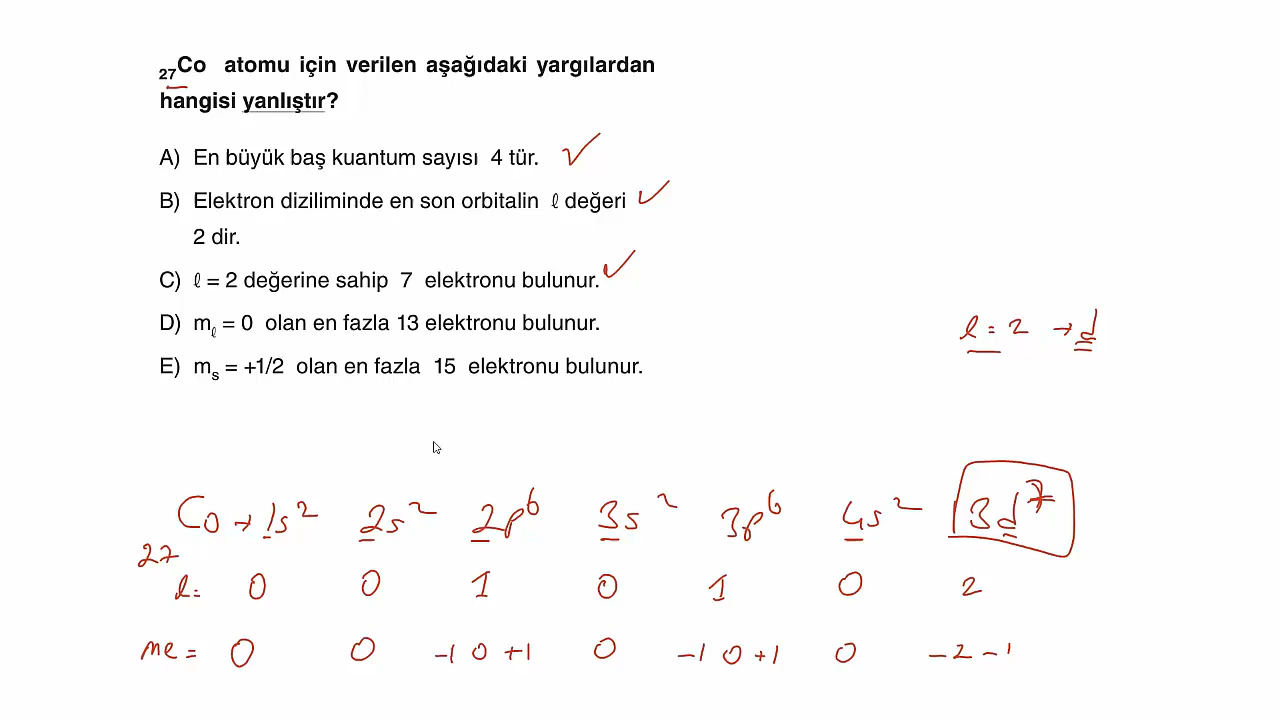 ₂₇Co atomu için verilen aşağıdaki yargılardan
hangisi yanlıştır?
A) En büyük baş kuantum sayısı 4 tür.
B) Elektron diziliminde en son orbitalin ℓ değeri
2 dir.
C) ℓ = 2 değerine sahip 7 elektronu bulunur.
D) mℓ = 0 olan en fazla 13 elektronu bulunur.
l = 2 → d
E) ms = +1/2 olan en fazla 15 elektronu bulunur.
Co → 1s² 2s² 2p⁶ 3s² 3p⁶ 4s² 3d⁷
27
l = 0 0 1 0 1 0 2
ml = 0 0 -1 0 +1 0 -1 0 +1 0 -2 -1